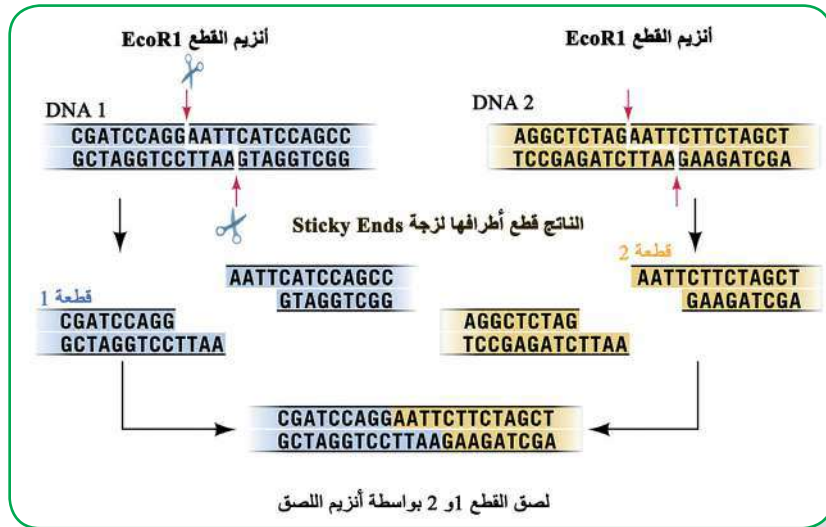 أنزيم القطع EcoR1
أنزيم القطع EcoR1
DNA 1
CGATCCAGGAATTCATCCAGCC
GCTAGGTCCTTAAGTAGGTCGG
DNA 2
AGGCTCTAGAATTCTTCTAGCT
TCCGAGATCTTAAGAAGATCGA
الناتج قطع أطرافها لزجة Sticky Ends
قطعة 1
CGATCCAGG
GCTAGGTCCTTAA
AATTCATCCAGCC
GTAGGTCGG
AGGCTCTAG
TCCGAGATCTTAA
قطعة 2
AATTCTTCTAGCT
GAAGATCGA
CGATCCAGGAATTCTTCTAGCT
GCTAGGTCCTTAAGAAGATCGA
لصق القطع 1و 2 بواسطة أنزيم اللصق